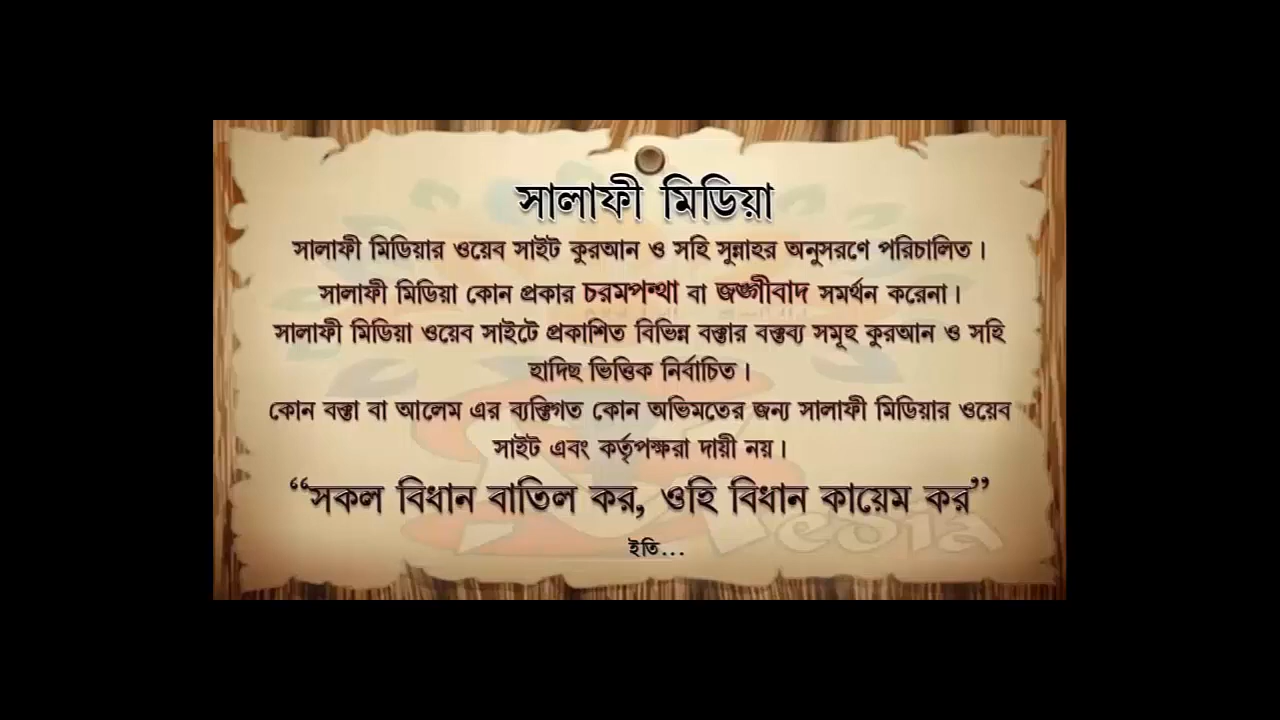 সালাফী মিডিয়া
সালাফী মিডিয়ার ওয়েব সাইট কুরআন ও সহি সুন্নাহর অনুসরণে পরিচালিত।
সালাফী মিডিয়া কোন প্রকার চরমপন্থা বা জঙ্গীবাদ সমর্থন করেনা।
সালাফী মিডিয়া ওয়েব সাইটে প্রকাশিত বিভিন্ন বক্তার বক্তব্য সমূহ কুরআন ও সহি
হাদিছ ভিত্তিক নির্বাচিত।
কোন বক্তা বা আলেম এর ব্যক্তিগত কোন অভিমতের জন্য সালাফী মিডিয়ার ওয়েব
সাইট এবং কর্তৃপক্ষরা দায়ী নয়।
“সকল বিধান বাতিল কর, ওহি বিধান কায়েম কর”
ইতি...